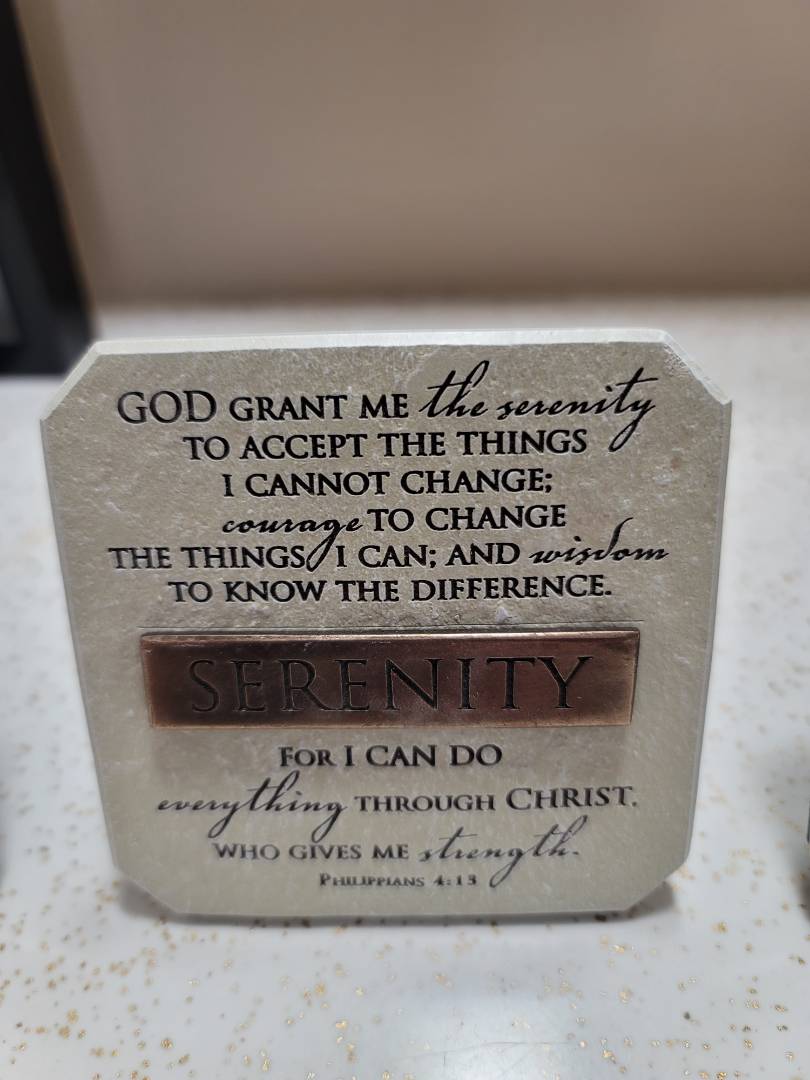 GOD GRANT ME the serenity
TO ACCEPT THE THINGS
I CANNOT CHANGE;
courage TO CHANGE
THE THINGS I CAN; AND wisdom
TO KNOW THE DIFFERENCE.
SERENITY
FOR I CAN DO
everything THROUGH CHRIST,
WHO GIVES ME strength.
PHILIPPIANS 4:13